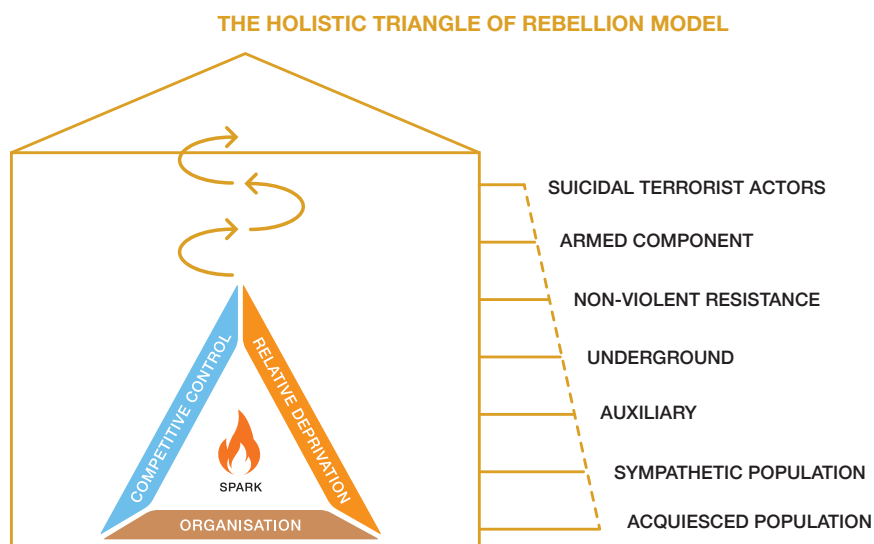 THE HOLISTIC TRIANGLE OF REBELLION MODEL
SUICIDAL TERRORIST ACTORS
ARMED COMPONENT
NON-VIOLENT RESISTANCE
UNDERGROUND
AUXILIARY
SYMPATHETIC POPULATION
ACQUIESCED POPULATION
COMPETITIVE CONTROL
RELATIVE DEPRIVATION
SPARK
ORGANISATION